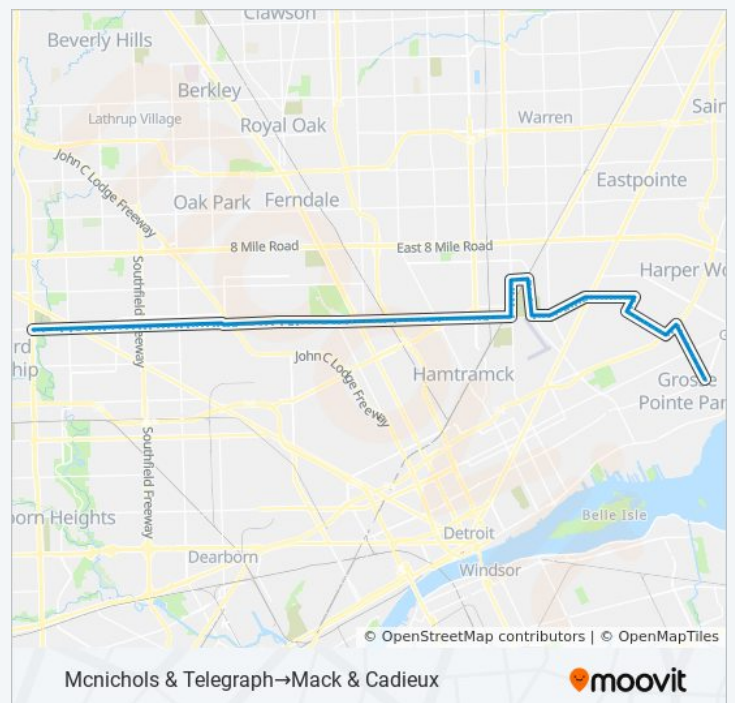 Clawson
Beverly Hills
Berkley
Lathrup Village
Royal Oak
Warren
Sain
John C Lodge Freeway
Eastpointe
Oak Park
Ferndale
8 Mile Road
East 8 Mile Road
Southfield Freeway
Harper Wo
rd
hip
John C Lodge Freeway
Hamtramck
G
Grosse
Pointe Par
Southfield Freeway
orn Heights
Belle Isle
Detroit
Dearborn
Windsor
© OpenStreetMap contributors | © OpenMapTiles
Mcnichols & Telegraph→Mack & Cadieux
moovit